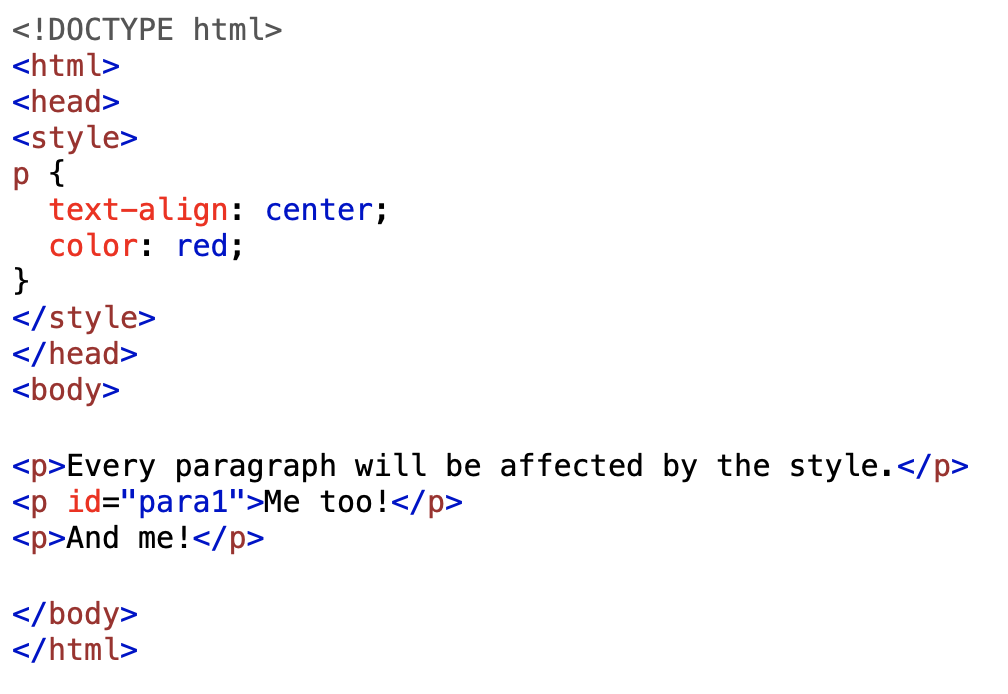 <!DOCTYPE html>
<html>
<head>
<style>
p {
  text-align: center;
  color: red;
}
</style>
</head>
<body>

<p>Every paragraph will be affected by the style.</p>
<p id="para1">Me too!</p>
<p>And me!</p>

</body>
</html>